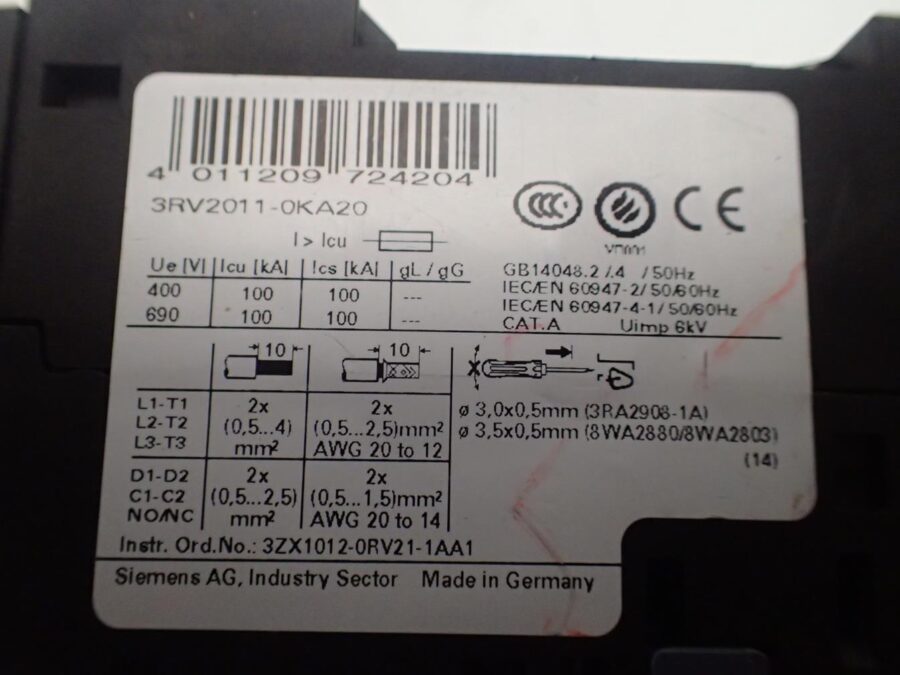 4 011209 724204
3RV2011-0KA20
CCC
CE
I > Icu
Ue [V] Icu [kA] Ics [kA] gL / gG
400 100 100 ---
690 100 100 ---
GB14048.2 /.4 / 50Hz
IEC/EN 60947-2/ 50/60Hz
IEC/EN 60947-4-1/ 50/60Hz
CAT.A Uimp 6kV
10 10
L1-T1
L2-T2
L3-T3
2x
(0,5...4)
mm²
2x
(0,5...2,5)mm²
AWG 20 to 12
ø 3,0x0,5mm (3RA2908-1A)
ø 3,5x0,5mm (8WA2880/8WA2803)
(14)
D1-D2
C1-C2
NO/NC
2x
(0,5...2,5)
mm²
2x
(0,5...1,5)mm²
AWG 20 to 14
Instr. Ord.No.: 3ZX1012-0RV21-1AA1
Siemens AG, Industry Sector Made in Germany